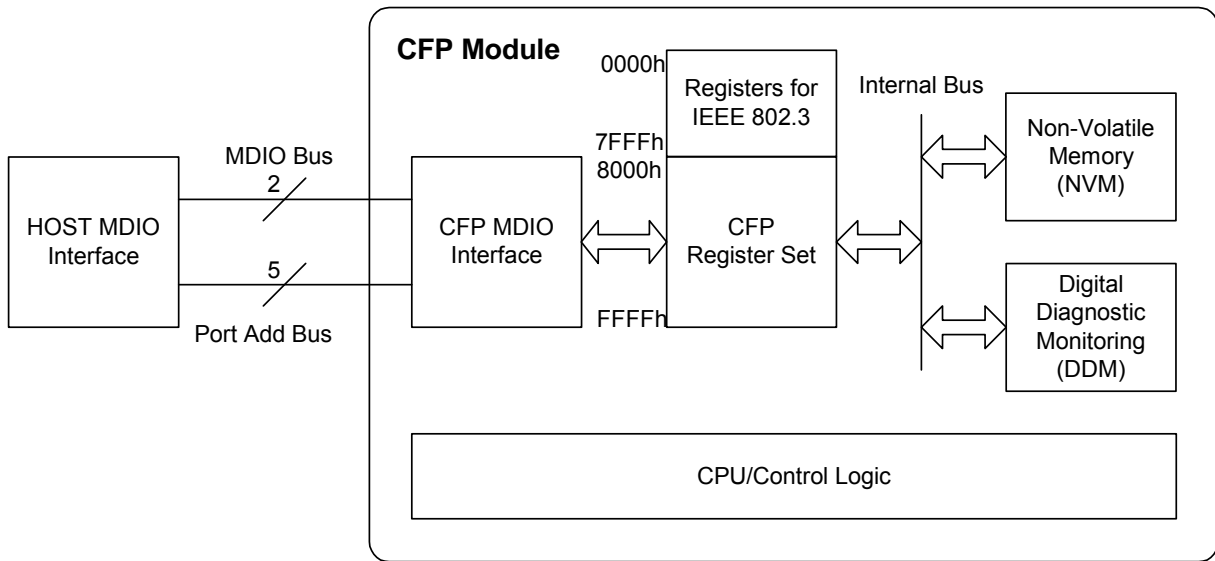 CFP Module
0000h
Registers for
IEEE 802.3
7FFFh
8000h
Internal Bus
Non-Volatile
Memory
(NVM)
MDIO Bus
2
HOST MDIO
Interface
5
Port Add Bus
CFP MDIO
Interface
CFP
Register Set
FFFFh
Digital
Diagnostic
Monitoring
(DDM)
CPU/Control Logic